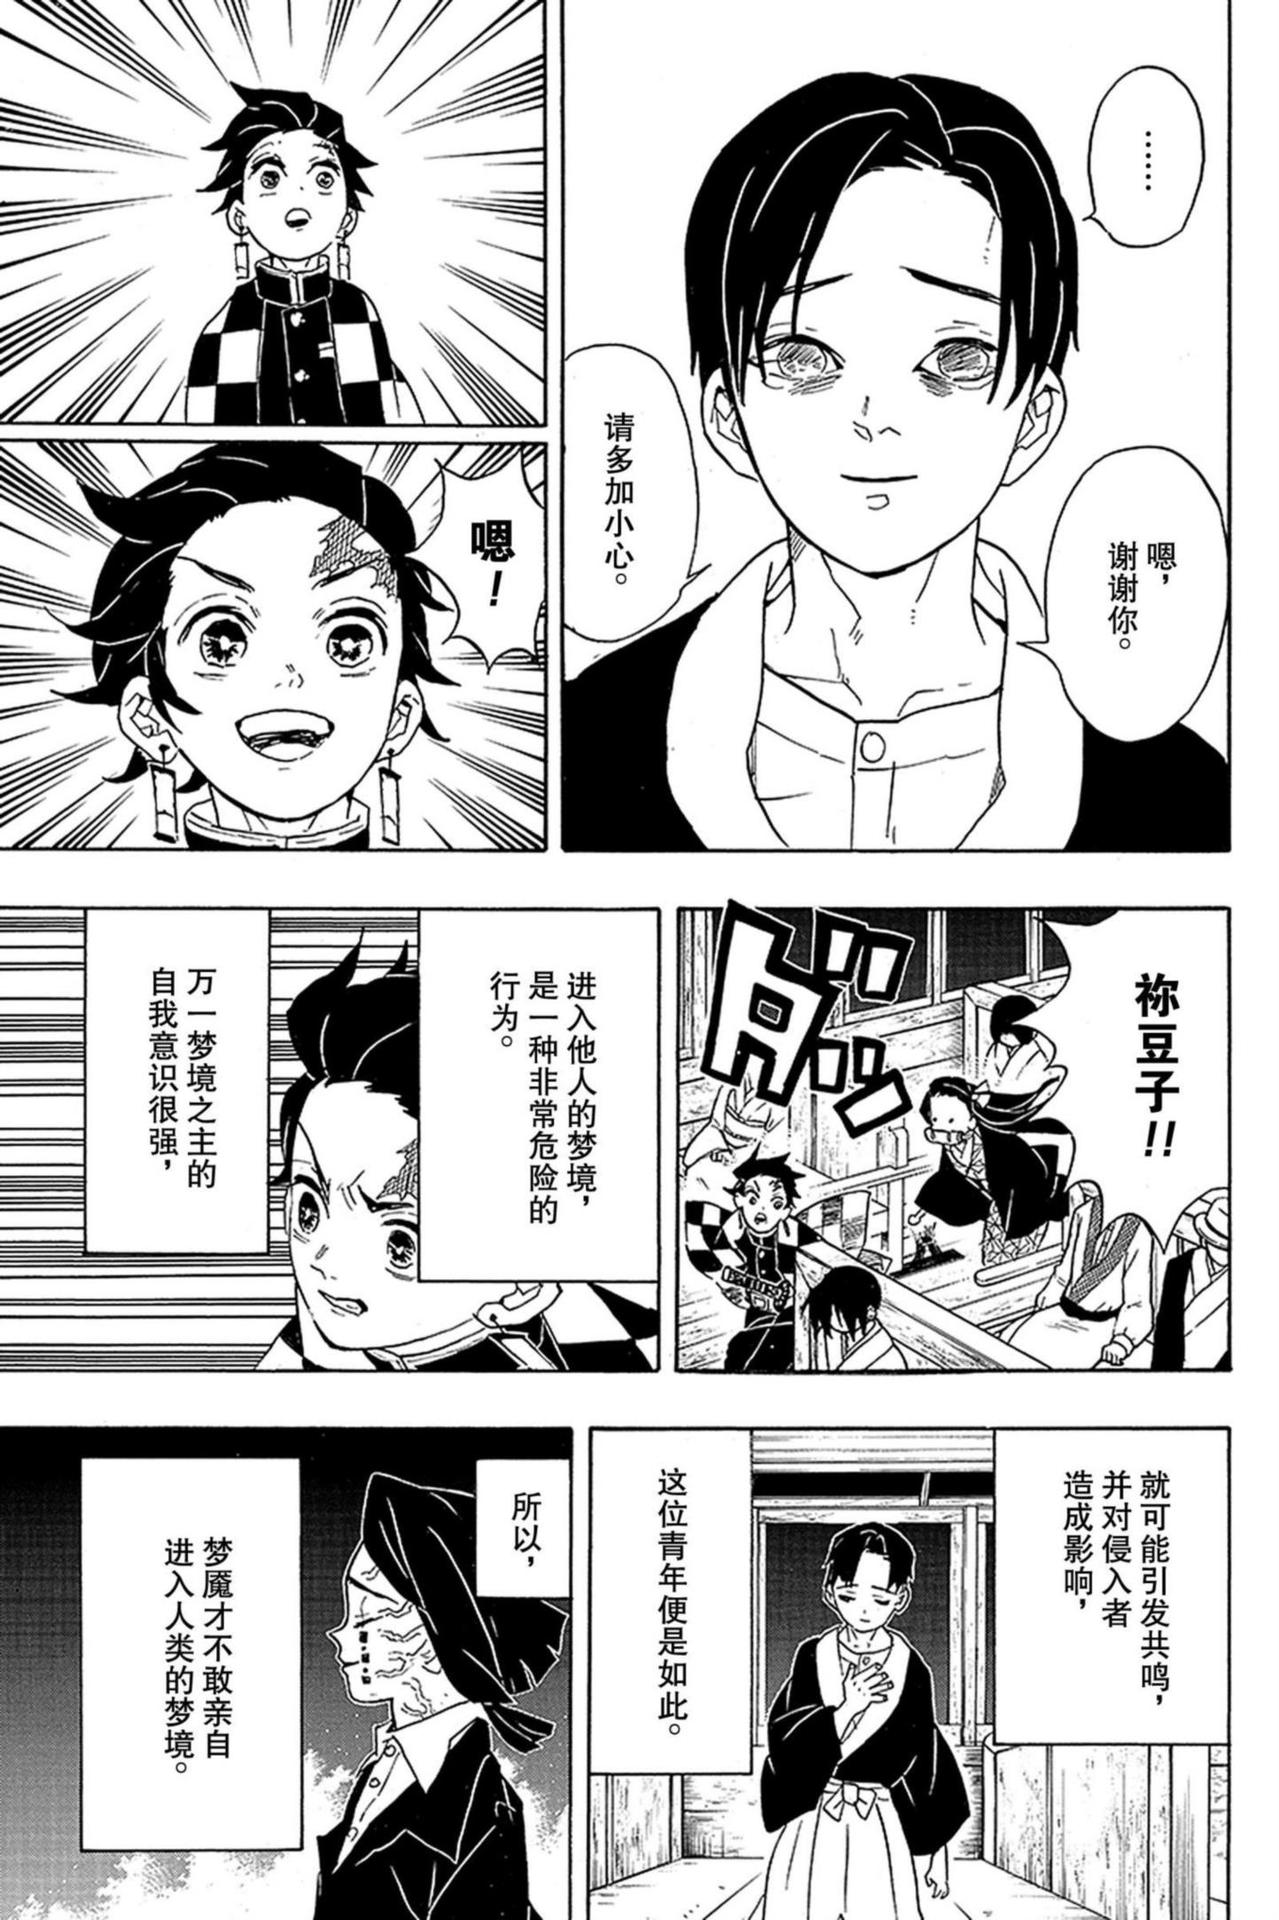 ……
嗯，
谢谢你。
请多加小心。
嗯！
祢豆子！！
进入他人的梦境，
是一种非常危险的
行为。
万一梦境之主的
自我意识很强，
就可能引发共鸣，
并对侵入者
造成影响，
这位青年便是如此。
所以，
梦魇才不敢亲自
进入人类的梦境。